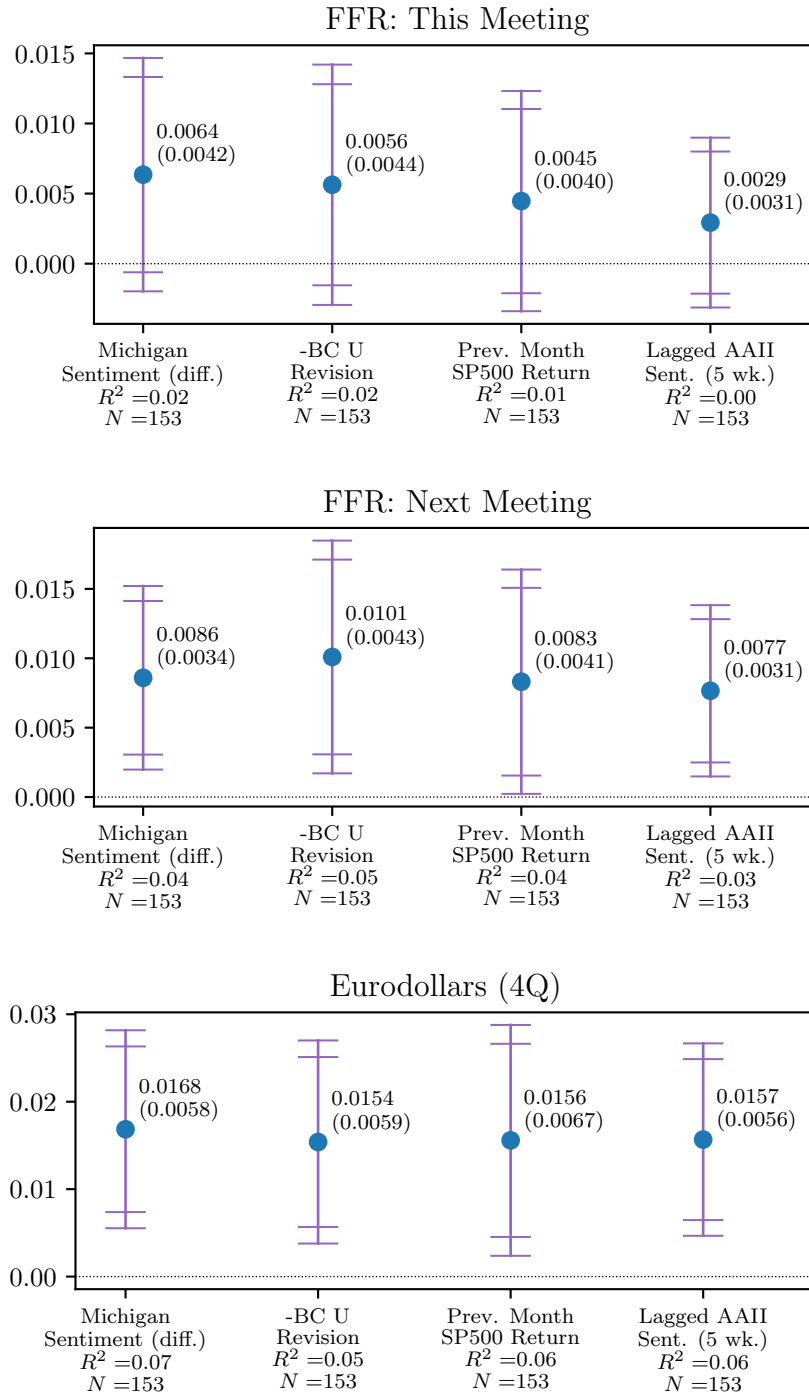 FFR: This Meeting
0.015
0.010
0.005
0.000
0.0064
(0.0042)
0.0056
(0.0044)
0.0045
(0.0040)
0.0029
(0.0031)
Michigan
Sentiment (diff.)
R² =0.02
N =153
-BC U
Revision
R² =0.02
N =153
Prev. Month
SP500 Return
R² =0.01
N =153
Lagged AAII
Sent. (5 wk.)
R² =0.00
N =153
FFR: Next Meeting
0.015
0.010
0.005
0.000
0.0086
(0.0034)
0.0101
(0.0043)
0.0083
(0.0041)
0.0077
(0.0031)
Michigan
Sentiment (diff.)
R² =0.04
N =153
-BC U
Revision
R² =0.05
N =153
Prev. Month
SP500 Return
R² =0.04
N =153
Lagged AAII
Sent. (5 wk.)
R² =0.03
N =153
Eurodollars (4Q)
0.03
0.02
0.01
0.00
0.0168
(0.0058)
0.0154
(0.0059)
0.0156
(0.0067)
0.0157
(0.0056)
Michigan
Sentiment (diff.)
R² =0.07
N =153
-BC U
Revision
R² =0.05
N =153
Prev. Month
SP500 Return
R² =0.06
N =153
Lagged AAII
Sent. (5 wk.)
R² =0.06
N =153